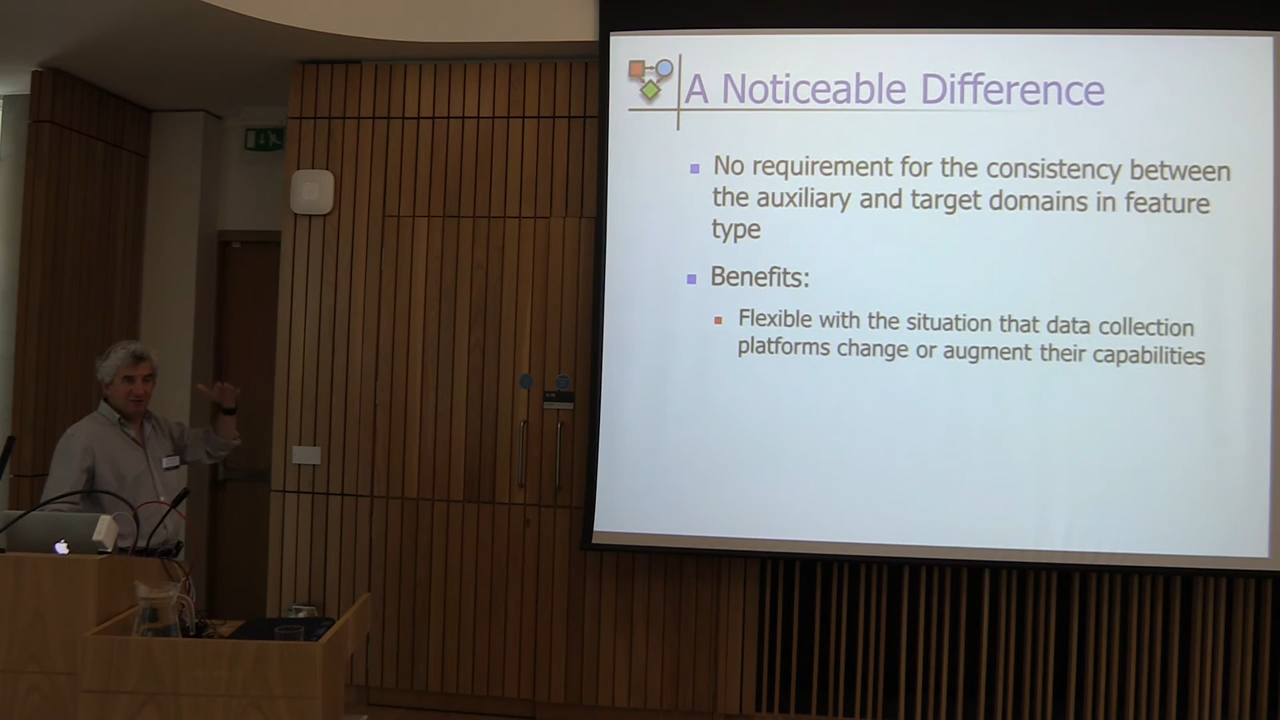 A Noticeable Difference
No requirement for the consistency between
the auxiliary and target domains in feature
type
Benefits:
Flexible with the situation that data collection
platforms change or augment their capabilities